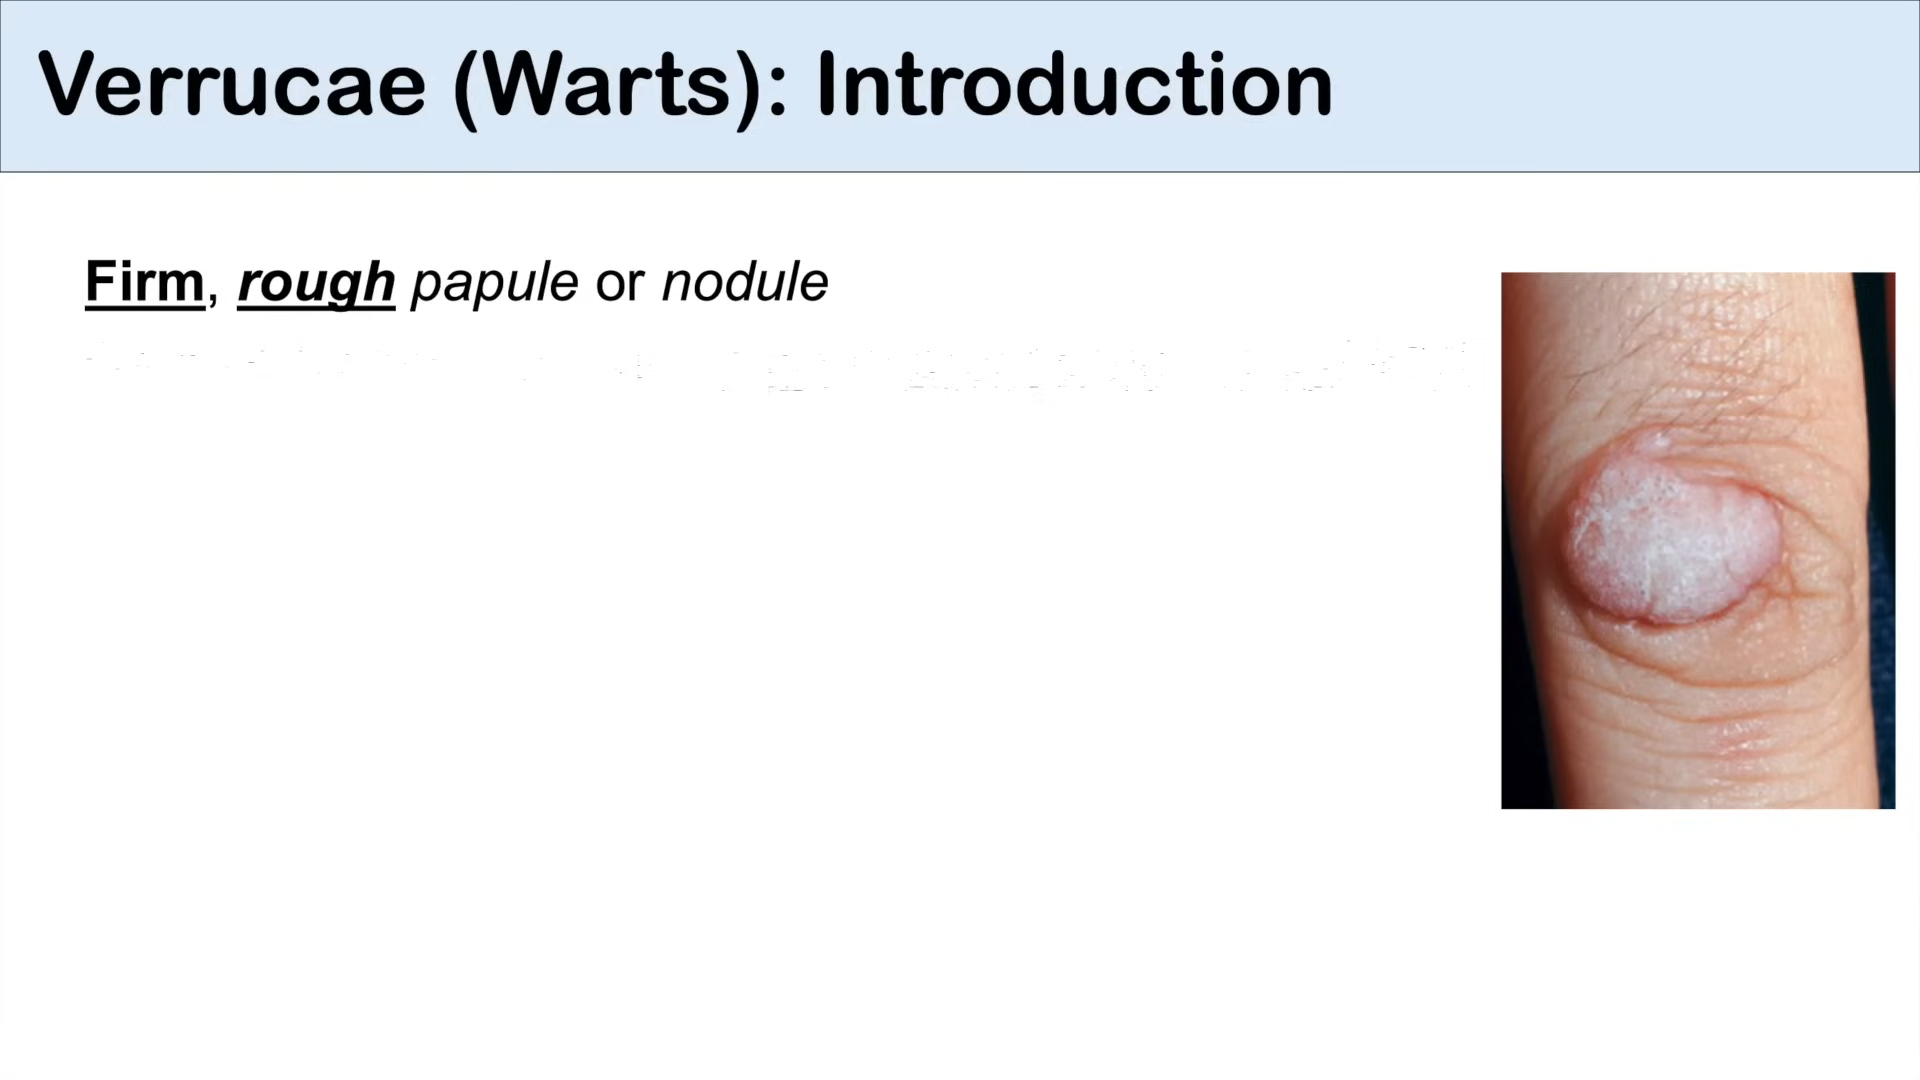 Verrucae (Warts): Introduction
Firm, rough papule or nodule